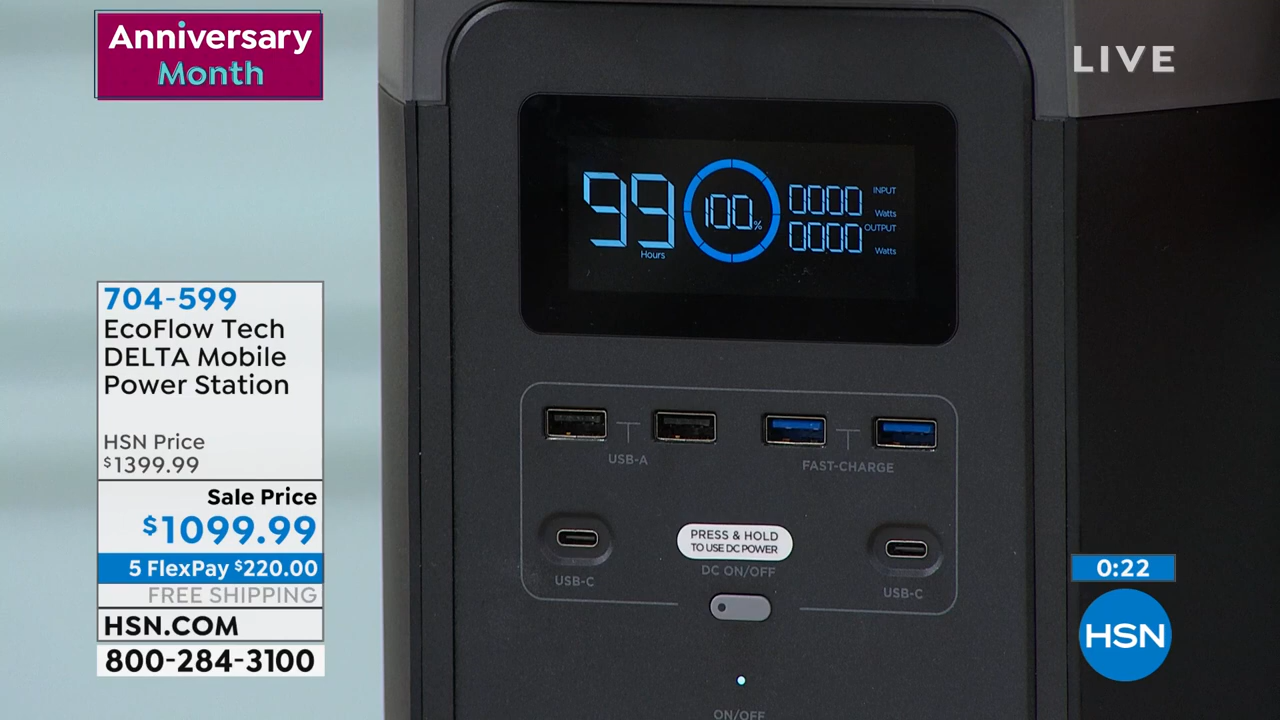 Anniversary
Month
LIVE
704-599
EcoFlow Tech
DELTA Mobile
Power Station
HSN Price
$1399.99
Sale Price
$1099.99
5 FlexPay $220.00
FREE SHIPPING
HSN.COM
800-284-3100
99
Hours
100%
0000
INPUT
Watts
0000
OUTPUT
Watts
USB-A
FAST-CHARGE
PRESS & HOLD
TO USE DC POWER
USB-C
DC ON/OFF
USB-C
ON/OFF
0:22
HSN